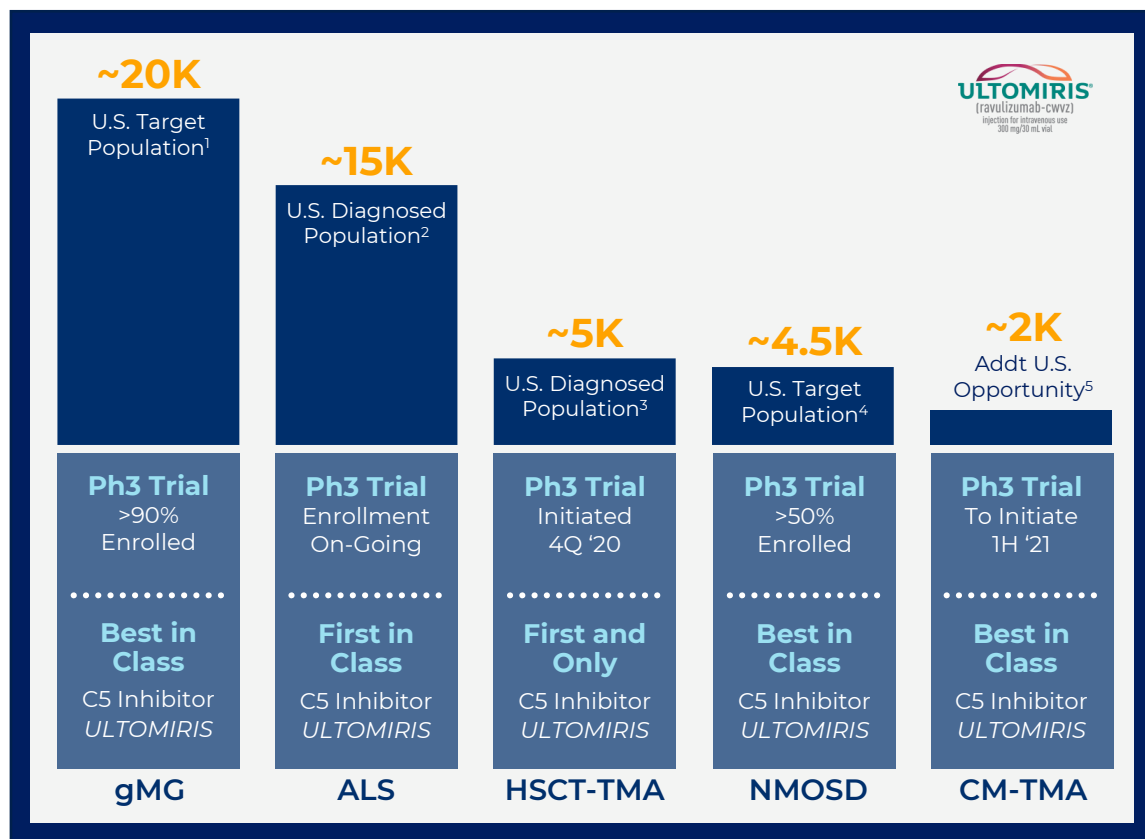 ~20K
U.S. Target
Population¹
~15K
U.S. Diagnosed
Population²
~5K
U.S. Diagnosed
Population³
~4.5K
U.S. Target
Population⁴
~2K
Addt U.S.
Opportunity⁵
ULTOMIRIS®
(ravulizumab-cwvz)
injection for intravenous use
300 mg/30 mL vial
Ph3 Trial
>90%
Enrolled
Best in
Class
C5 Inhibitor
ULTOMIRIS
gMG
Ph3 Trial
Enrollment
On-Going
First in
Class
C5 Inhibitor
ULTOMIRIS
ALS
Ph3 Trial
Initiated
4Q ‘20
First and
Only
C5 Inhibitor
ULTOMIRIS
HSCT-TMA
Ph3 Trial
>50%
Enrolled
Best in
Class
C5 Inhibitor
ULTOMIRIS
NMOSD
Ph3 Trial
To Initiate
1H ‘21
Best in
Class
C5 Inhibitor
ULTOMIRIS
CM-TMA